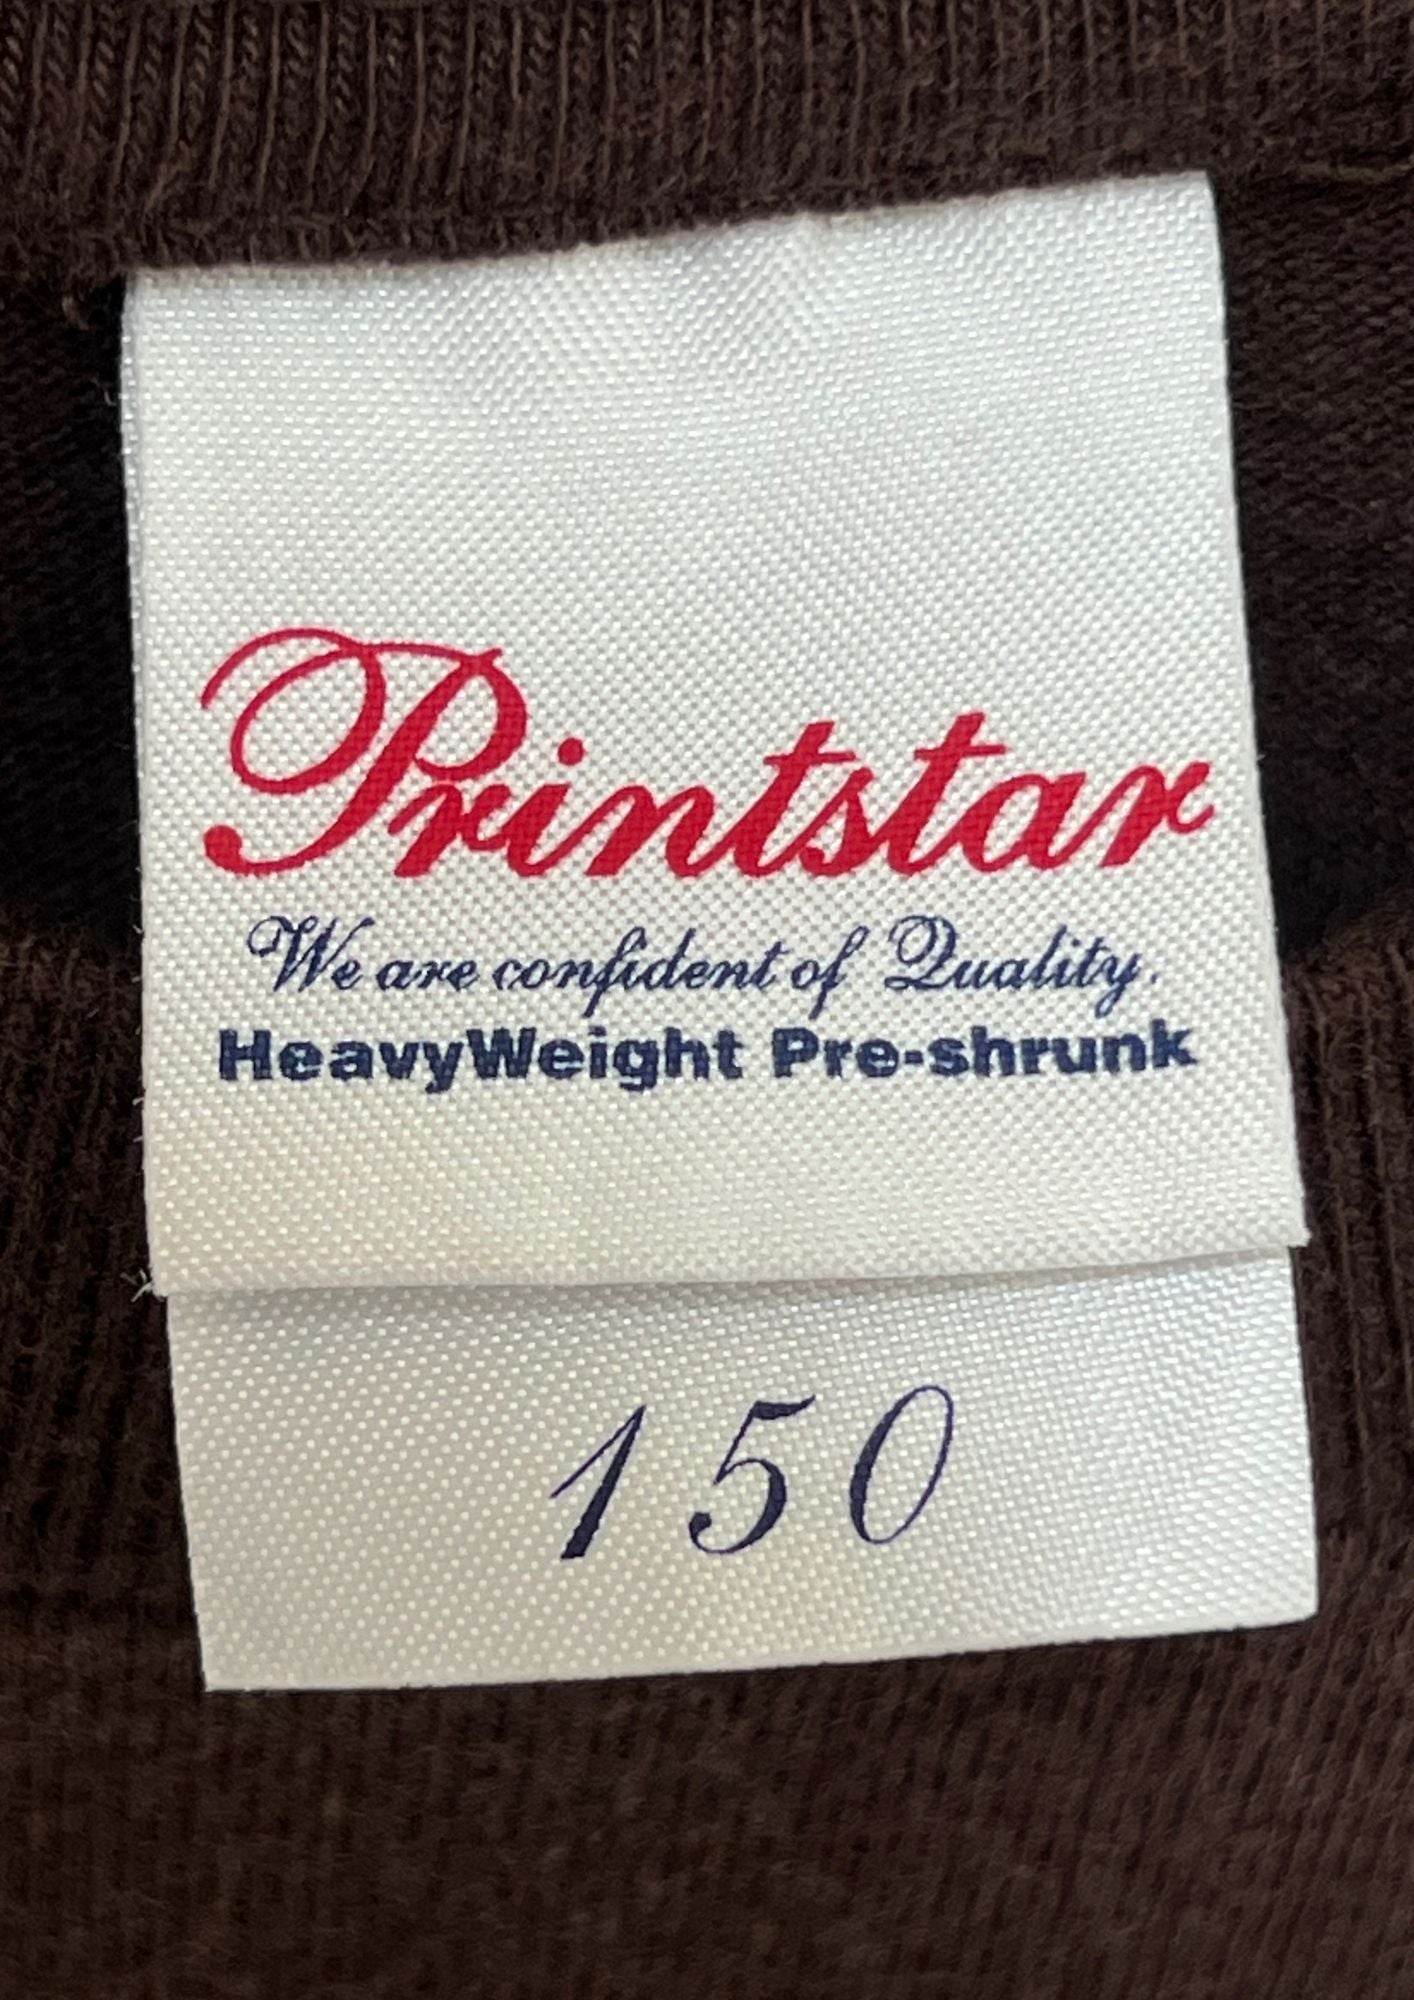 Printstar
We are confident of Quality.
HeavyWeight Pre-shrunk
150